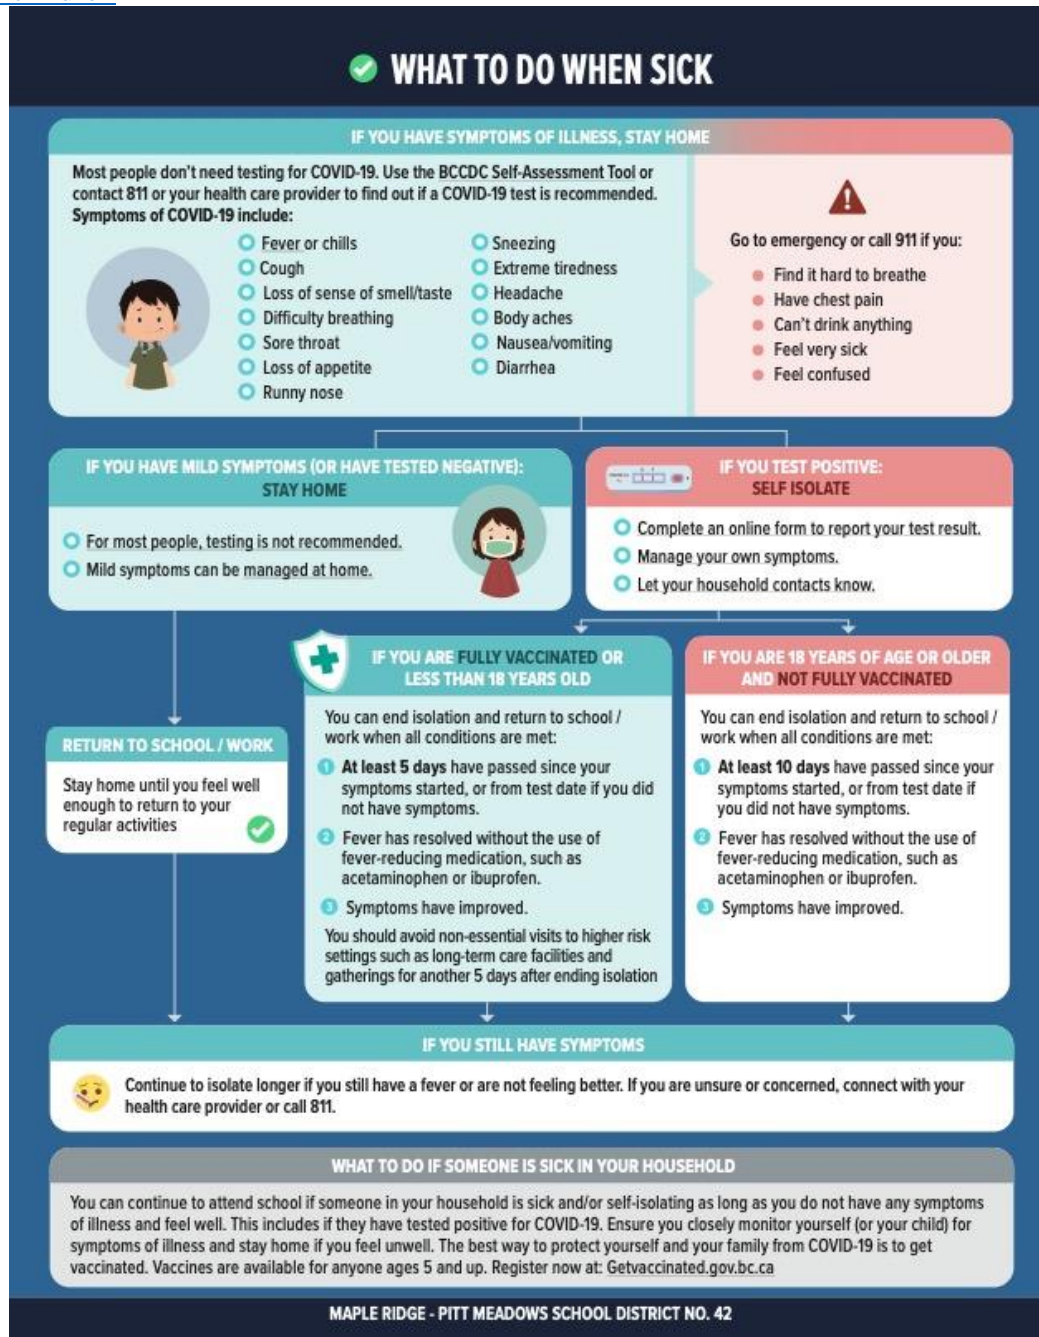 WHAT TO DO WHEN SICK
IF YOU HAVE SYMPTOMS OF ILLNESS, STAY HOME
Most people don't need testing for COVID-19. Use the BCCDC Self-Assessment Tool or
contact 811 or your health care provider to find out if a COVID-19 test is recommended.
Symptoms of COVID-19 include:
Fever or chills
Cough
Loss of sense of smell/taste
Difficulty breathing
Sore throat
Loss of appetite
Runny nose
Sneezing
Extreme tiredness
Headache
Body aches
Nausea/vomiting
Diarrhea
Go to emergency or call 911 if you:
Find it hard to breathe
Have chest pain
Can't drink anything
Feel very sick
Feel confused
IF YOU HAVE MILD SYMPTOMS (OR HAVE TESTED NEGATIVE):
STAY HOME
For most people, testing is not recommended.
Mild symptoms can be managed at home.
IF YOU TEST POSITIVE:
SELF ISOLATE
Complete an online form to report your test result.
Manage your own symptoms.
Let your household contacts know.
RETURN TO SCHOOL / WORK
Stay home until you feel well
enough to return to your
regular activities
IF YOU ARE FULLY VACCINATED OR
LESS THAN 18 YEARS OLD
You can end isolation and return to school /
work when all conditions are met:
1 At least 5 days have passed since your
symptoms started, or from test date if you did
not have symptoms.
2 Fever has resolved without the use of
fever-reducing medication, such as
acetaminophen or ibuprofen.
3 Symptoms have improved.
You should avoid non-essential visits to higher risk
settings such as long-term care facilities and
gatherings for another 5 days after ending isolation
IF YOU ARE 18 YEARS OF AGE OR OLDER
AND NOT FULLY VACCINATED
You can end isolation and return to school /
work when all conditions are met:
1 At least 10 days have passed since your
symptoms started, or from test date if
you did not have symptoms.
2 Fever has resolved without the use of
fever-reducing medication, such as
acetaminophen or ibuprofen.
3 Symptoms have improved.
IF YOU STILL HAVE SYMPTOMS
Continue to isolate longer if you still have a fever or are not feeling better. If you are unsure or concerned, connect with your
health care provider or call 811.
WHAT TO DO IF SOMEONE IS SICK IN YOUR HOUSEHOLD
You can continue to attend school if someone in your household is sick and/or self-isolating as long as you do not have any symptoms
of illness and feel well. This includes if they have tested positive for COVID-19. Ensure you closely monitor yourself (or your child) for
symptoms of illness and stay home if you feel unwell. The best way to protect yourself and your family from COVID-19 is to get
vaccinated. Vaccines are available for anyone ages 5 and up. Register now at: Getvaccinated.gov.bc.ca
MAPLE RIDGE - PITT MEADOWS SCHOOL DISTRICT NO. 42